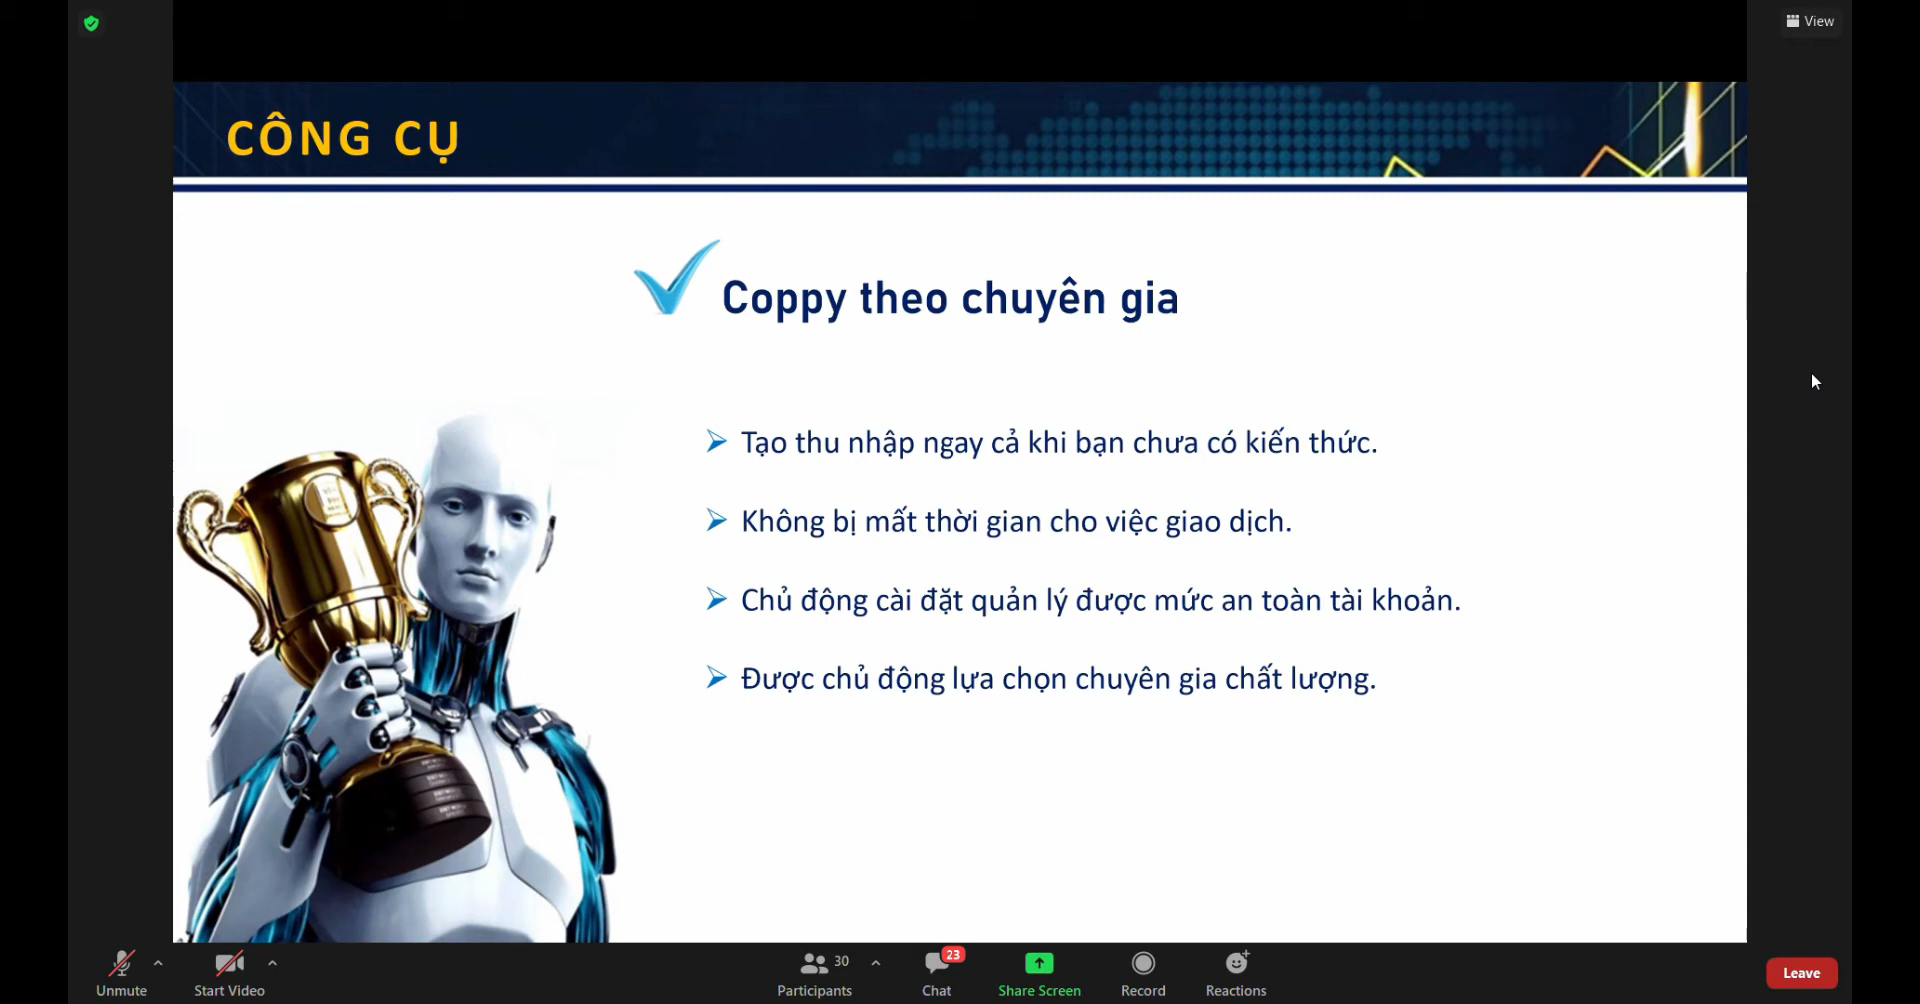 View
CÔNG CỤ
Coppy theo chuyên gia
Tạo thu nhập ngay cả khi bạn chưa có kiến thức.
Không bị mất thời gian cho việc giao dịch.
Chủ động cài đặt quản lý được mức an toàn tài khoản.
Được chủ động lựa chọn chuyên gia chất lượng.
30
23
Unmute
Start Video
Participants
Chat
Share Screen
Record
Reactions
Leave